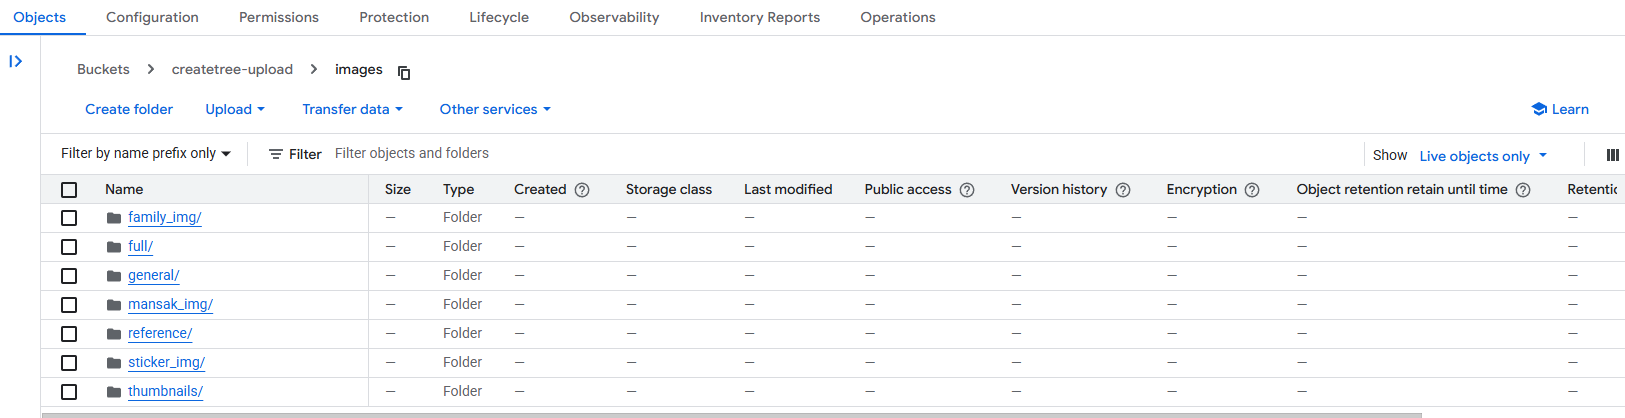 Objects Configuration Permissions Protection Lifecycle Observability Inventory Reports Operations
Buckets > createtree-upload > images
Create folder Upload Transfer data Other services Learn
Filter by name prefix only Filter Filter objects and folders Show Live objects only
Name Size Type Created Storage class Last modified Public access Version history Encryption Object retention retain until time
family_img/ — Folder — — — — — — — —
full/ — Folder — — — — — — — —
general/ — Folder — — — — — — — —
mansak_img/ — Folder — — — — — — — —
reference/ — Folder — — — — — — — —
sticker_img/ — Folder — — — — — — — —
thumbnails/ — Folder — — — — — — — —